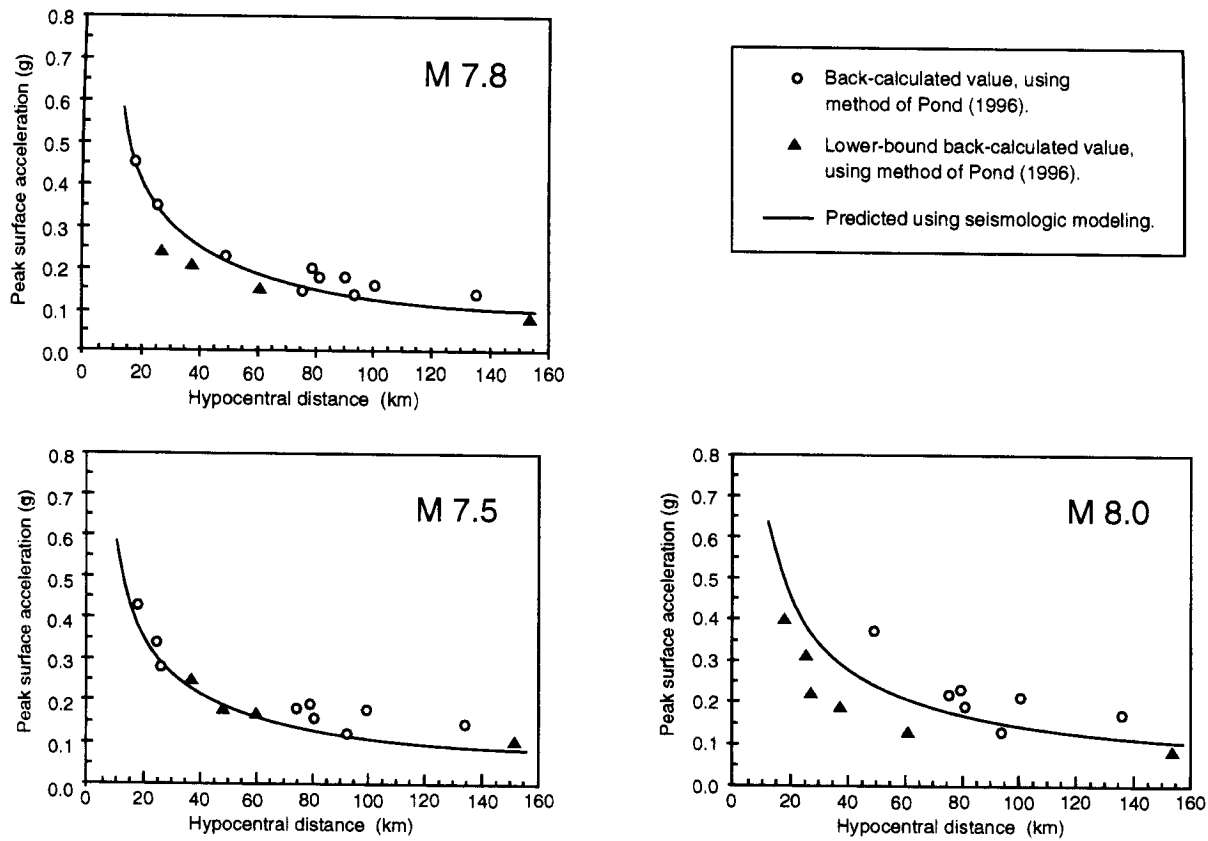 0.8
0.7
0.6
0.5
0.4
0.3
0.2
0.1
0.0
Peak surface acceleration (g)
M 7.8
0 20 40 60 80 100 120 140 160
Hypocentral distance (km)
Back-calculated value, using
method of Pond (1996).
Lower-bound back-calculated value,
using method of Pond (1996).
Predicted using seismologic modeling.
0.8
0.7
0.6
0.5
0.4
0.3
0.2
0.1
0.0
Peak surface acceleration (g)
M 7.5
0 20 40 60 80 100 120 140 160
Hypocentral distance (km)
0.8
0.7
0.6
0.5
0.4
0.3
0.2
0.1
0.0
Peak surface acceleration (g)
M 8.0
0 20 40 60 80 100 120 140 160
Hypocentral distance (km)